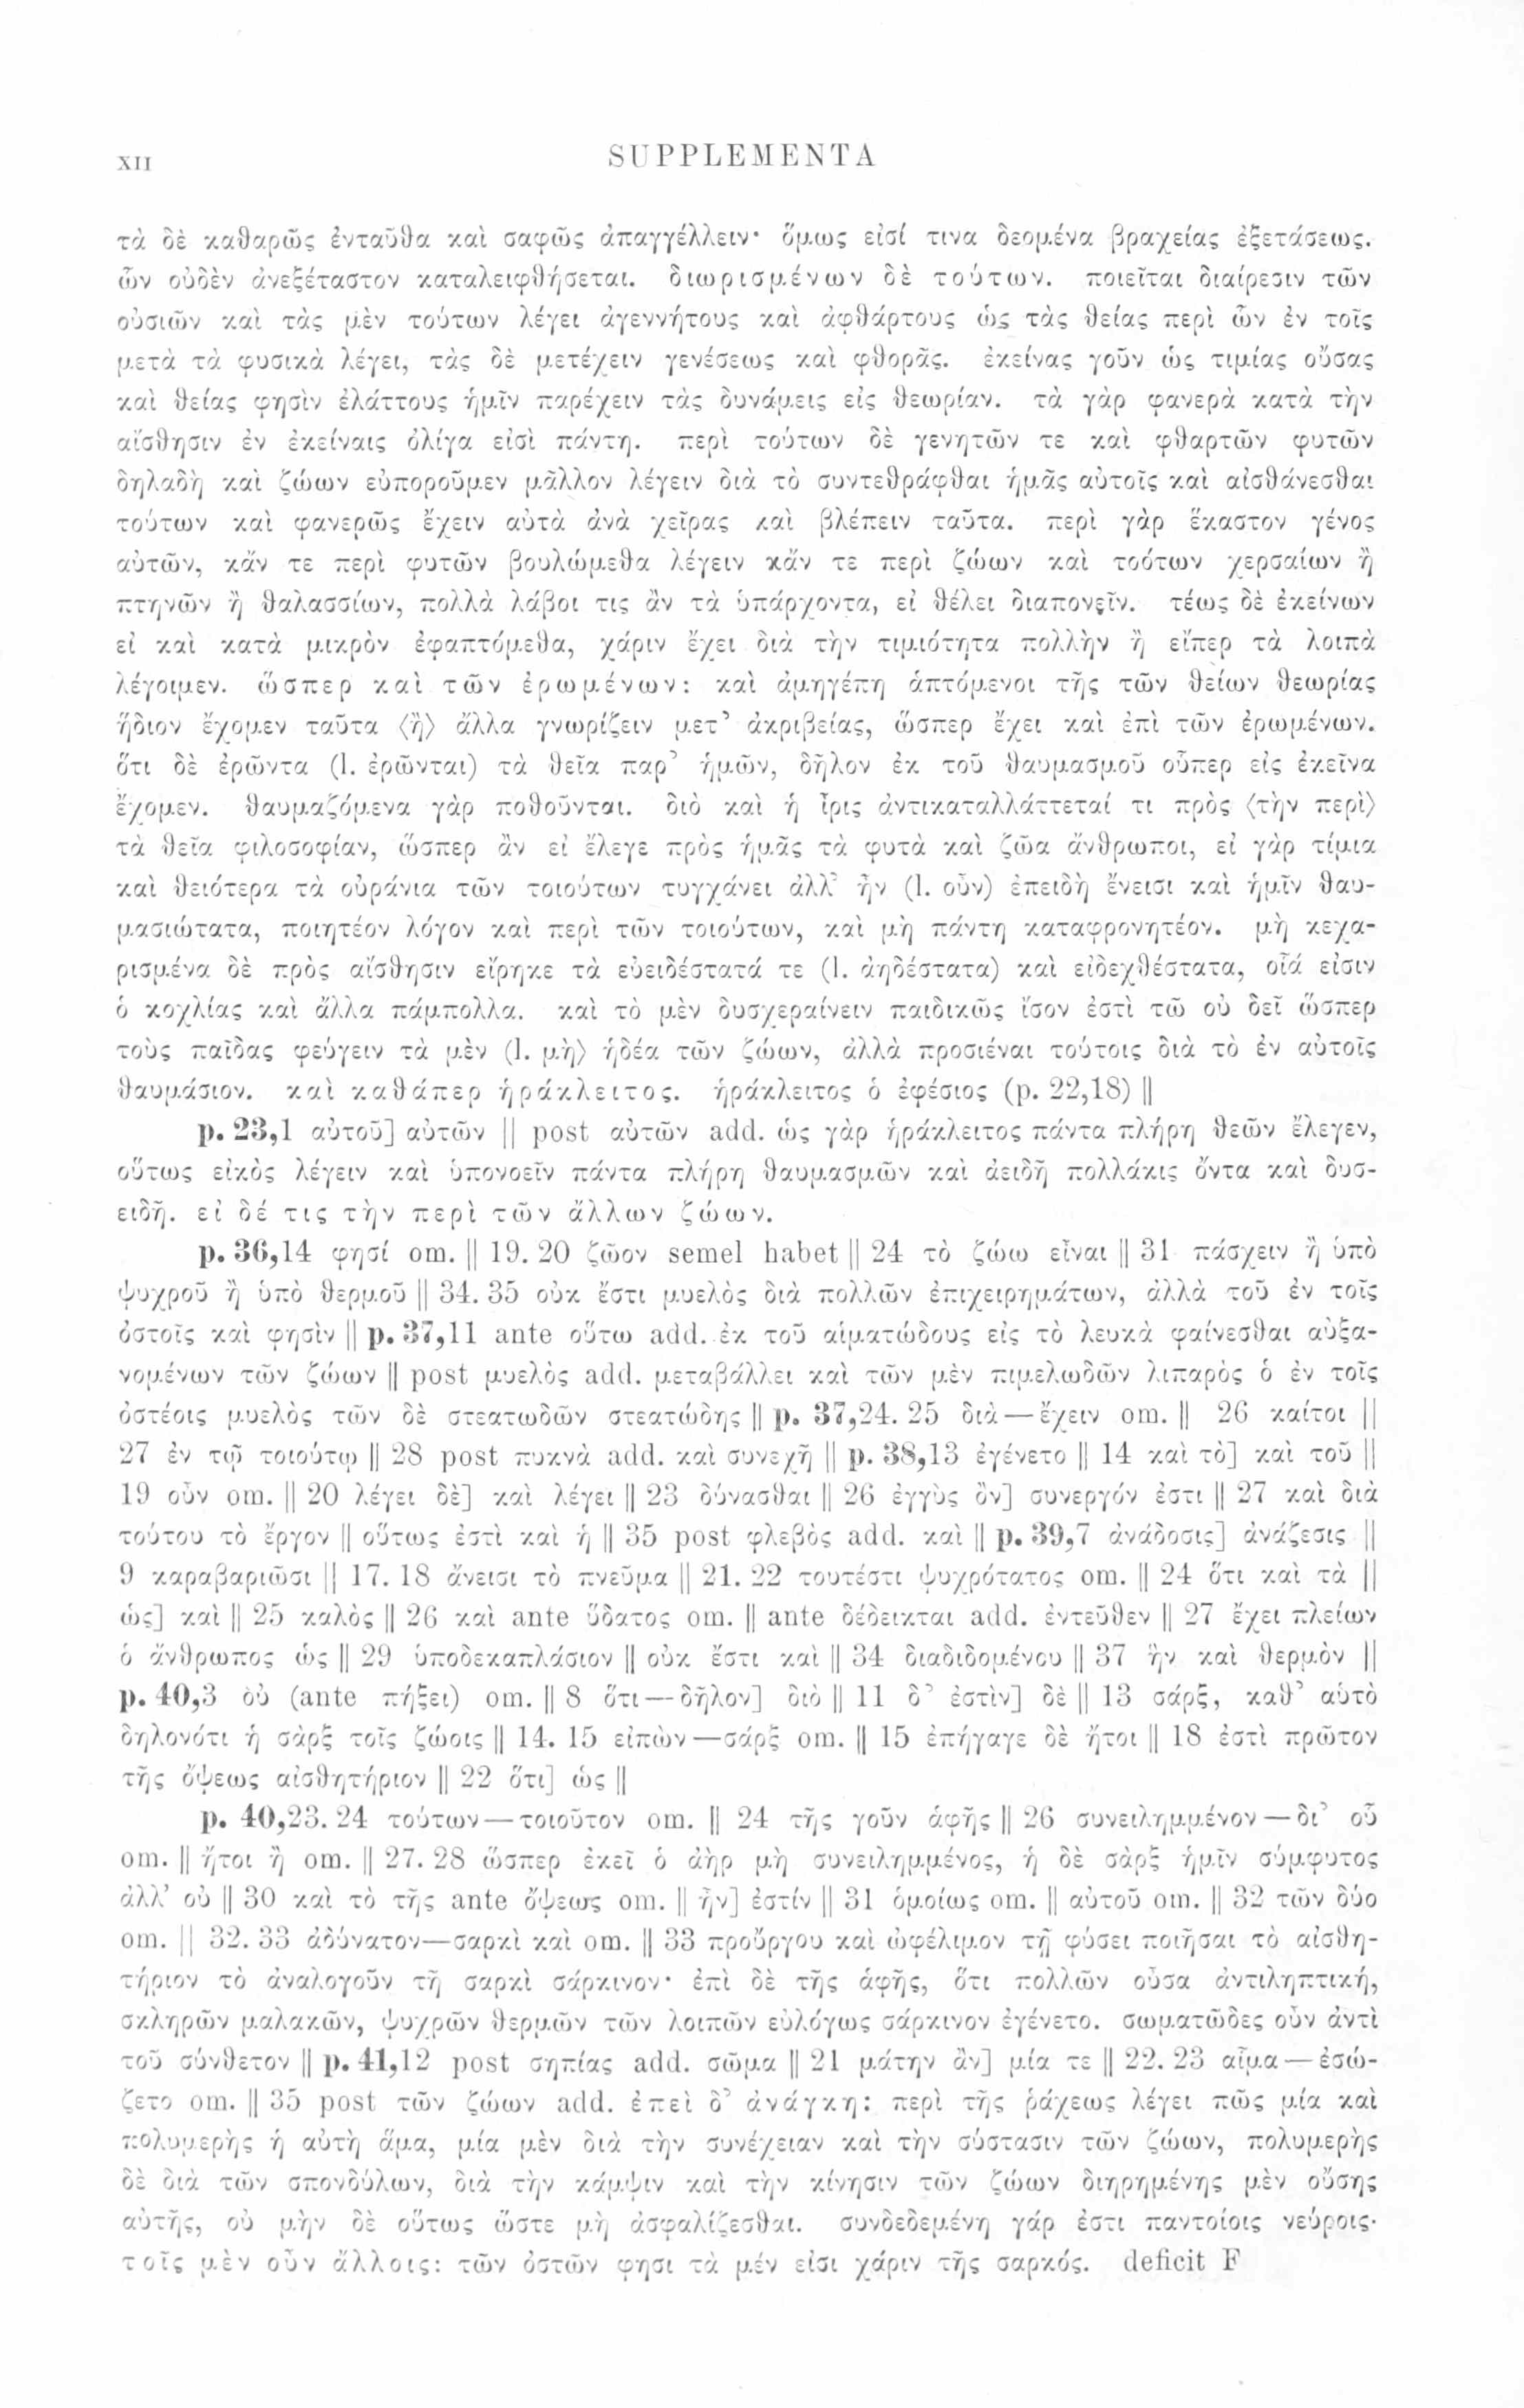 XII
SUPPLEMENTA
τὰ δὲ καθαρῶς ἐνταῦθα καὶ σαφῶς ἀπαγγέλλειν· ὅμως εἰσί τινα δεομένα βραχείας ἐξετάσεως.
ὧν οὐδὲν ἀνεξέταστον καταλειφθήσεται. διωρισμένων δὲ τούτων. ποιεῖται διαίρεσιν τῶν
οὐσιῶν καὶ τὰς μὲν τούτων λέγει ἀγεννήτους καὶ ἀφθάρτους ὡς τὰς θείας περὶ ὧν ἐν τοῖς
μετὰ τὰ φυσικὰ λέγει, τὰς δὲ μετέχειν γενέσεως καὶ φθορᾶς. ἐκείνας γοῦν ὡς τιμίας οὔσας
καὶ θείας φησὶν ἐλάττους ἡμῖν παρέχειν τὰς δυνάμεις εἰς θεωρίαν. τὰ γὰρ φανερὰ κατὰ τὴν
αἴσθησιν ἐν ἐκείναις ὀλίγα εἰσὶ πάντη. περὶ τούτων δὲ γενητῶν τε καὶ φθαρτῶν φυτῶν
δηλαδὴ καὶ ζώων εὐποροῦμεν μᾶλλον λέγειν διὰ τὸ συντεθράφθαι ἡμᾶς αὐτοῖς καὶ αἰσθάνεσθαι
τούτων καὶ φανερῶς ἔχειν αὐτὰ ἀνὰ χεῖρας καὶ βλέπειν ταῦτα. περὶ γὰρ ἕκαστον γένος
αὐτῶν, κἄν τε περὶ φυτῶν βουλώμεθα λέγειν κἄν τε περὶ ζώων καὶ τοότων χερσαίων ἢ
πτηνῶν ἢ θαλασσίων, πολλὰ λάβοι τις ἂν τὰ ὑπάρχοντα, εἰ θέλει διαπονεῖν. τέως δὲ ἐκείνων
εἰ καὶ κατὰ μικρὸν ἐφαπτόμεθα, χάριν ἔχει διὰ τὴν τιμιότητα πολλὴν ἢ εἴπερ τὰ λοιπὰ
λέγοιμεν. ὥσπερ καὶ τῶν ἐρωμένων: καὶ ἀμηγέπη ἁπτόμενοι τῆς τῶν θείων θεωρίας
ἥδιον ἔχομεν ταῦτα ⟨ἢ⟩ ἄλλα γνωρίζειν μετ’ ἀκριβείας, ὥσπερ ἔχει καὶ ἐπὶ τῶν ἐρωμένων.
ὅτι δὲ ἐρῶντα (l. ἐρῶνται) τὰ θεῖα παρ’ ἡμῶν, δῆλον ἐκ τοῦ θαυμασμοῦ οὗπερ εἰς ἐκεῖνα
ἔχομεν. θαυμαζόμενα γὰρ ποθοῦνται. διὸ καὶ ἡ ἶρις ἀντικαταλλάττεταί τι πρὸς ⟨τὴν περὶ⟩
τὰ θεῖα φιλοσοφίαν, ὥσπερ ἂν εἰ ἔλεγε πρὸς ἡμᾶς τὰ φυτὰ καὶ ζῶα ἄνθρωποι, εἰ γὰρ τίμια
καὶ θειότερα τὰ οὐράνια τῶν τοιούτων τυγχάνει ἀλλ’ ἦν (l. οὖν) ἐπειδὴ ἔνεισι καὶ ἡμῖν θαυ-
μασιώτατα, ποιητέον λόγον καὶ περὶ τῶν τοιούτων, καὶ μὴ πάντη καταφρονητέον. μὴ κεχα-
ρισμένα δὲ πρὸς αἴσθησιν εἴρηκε τὰ εὐειδέστατά τε (l. ἀηδέστατα) καὶ εἰδεχθέστατα, οἷά εἰσιν
ὁ κοχλίας καὶ ἄλλα πάμπολλα. καὶ τὸ μὲν δυσχεραίνειν παιδικῶς ἴσον ἐστὶ τῶ οὐ δεῖ ὥσπερ
τοὺς παῖδας φεύγειν τὰ μὲν (l. μὴ⟩ ἡδέα τῶν ζώων, ἀλλὰ προσιέναι τούτοις διὰ τὸ ἐν αὐτοῖς
θαυμάσιον. καὶ καθάπερ ἡράκλειτος. ἡράκλειτος ὁ ἐφέσιος (p. 22,18) ||
p. 23,1 αὐτοῦ] αὐτῶν || post αὐτῶν add. ὡς γὰρ ἡράκλειτος πάντα πλήρη θεῶν ἔλεγεν,
οὕτως εἰκὸς λέγειν καὶ ὑπονοεῖν πάντα πλήρη θαυμασμῶν καὶ ἀειδῆ πολλάκις ὄντα καὶ δυσ-
ειδῆ. εἰ δέ τις τὴν περὶ τῶν ἄλλων ζώων.
p. 36,14 φησί om. || 19. 20 ζῶον semel habet || 24 τὸ ζώω εἶναι || 31 πάσχειν ἢ ὑπὸ
ψυχροῦ ἢ ὑπὸ θερμοῦ || 34. 35 οὐκ ἔστι μυελὸς διὰ πολλῶν ἐπιχειρημάτων, ἀλλὰ τοῦ ἐν τοῖς
ὀστοῖς καὶ φησὶν || p. 37,11 ante οὕτω add. ἐκ τοῦ αἱματώδους εἰς τὸ λευκὰ φαίνεσθαι αὐξα-
νομένων τῶν ζώων || post μυελὸς add. μεταβάλλει καὶ τῶν μὲν πιμελωδῶν λιπαρὸς ὁ ἐν τοῖς
ὀστέοις μυελὸς τῶν δὲ στεατωδῶν στεατώδης || p. 37,24. 25 διὰ — ἔχειν om. || 26 καίτοι ||
27 ἐν τῷ τοιούτῳ || 28 post πυκνὰ add. καὶ συνεχῆ || p. 38,13 ἐγένετο || 14 καὶ τὸ] καὶ τοῦ ||
19 οὖν om. || 20 λέγει δὲ] καὶ λέγει || 23 δύνασθαι || 26 ἐγγὺς ὂν] συνεργόν ἐστι || 27 καὶ διὰ
τούτου τὸ ἔργον || οὕτως ἐστὶ καὶ ἡ || 35 post φλεβὸς add. καὶ || p. 39,7 ἀνάδοσις] ἀνάζεσις ||
9 καραβαριῶσι || 17. 18 ἄνεισι τὸ πνεῦμα || 21. 22 τουτέστι ψυχρότατος om. || 24 ὅτι καὶ τὰ ||
ὡς] καὶ || 25 καλὸς || 26 καὶ ante ὕδατος om. || ante δέδεικται add. ἐντεῦθεν || 27 ἔχει πλείων
ὁ ἄνθρωπος ὡς || 29 ὑποδεκαπλάσιον || οὐκ ἔστι καὶ || 34 διαδιδομένου || 37 ἢν καὶ θερμὸν ||
p. 40,3 οὐ (ante πήξει) om. || 8 ὅτι — δῆλον] διὸ || 11 δ’ ἐστὶν] δὲ || 13 σάρξ, καθ’ αὑτὸ
δηλονότι ἡ σὰρξ τοῖς ζώοις || 14. 15 εἰπὼν — σάρξ om. || 15 ἐπήγαγε δὲ ἤτοι || 18 ἐστὶ πρῶτον
τῆς ὄψεως αἰσθητήριον || 22 ὅτι] ὡς ||
p. 40,23. 24 τούτων — τοιοῦτον om. || 24 τῆς γοῦν ἁφῆς || 26 συνειλημμένον — δι’ οὗ
om. || ἤτοι ἢ om. || 27. 28 ὥσπερ ἐκεῖ ὁ ἀὴρ μὴ συνειλημμένος, ἡ δὲ σὰρξ ἡμῖν σύμφυτος
ἀλλ’ οὐ || 30 καὶ τὸ τῆς ante ὄψεως om. || ἦν] ἐστίν || 31 ὁμοίως om. || αὐτοῦ om. || 32 τῶν δύο
om. || 32. 33 ἀδύνατον—σαρκὶ καὶ om. || 33 προὔργου καὶ ὠφέλιμον τῇ φύσει ποιῆσαι τὸ αἰσθη-
τήριον τὸ ἀναλογοῦν τῆ σαρκὶ σάρκινον· ἐπὶ δὲ τῆς ἁφῆς, ὅτι πολλῶν οὖσα ἀντιληπτική,
σκληρῶν μαλακῶν, ψυχρῶν θερμῶν τῶν λοιπῶν εὐλόγως σάρκινον ἐγένετο. σωματῶδες οὖν ἀντὶ
τοῦ σύνθετον || p. 41,12 post σηπίας add. σῶμα || 21 μάτην ἂν] μία τε || 22. 23 αἷμα — ἐσώ-
ζετο om. || 35 post τῶν ζώων add. ἐπεὶ δ’ ἀνάγκη: περὶ τῆς ῥάχεως λέγει πῶς μία καὶ
πολυμερὴς ἡ αὐτὴ ἅμα, μία μὲν διὰ τὴν συνέχειαν καὶ τὴν σύστασιν τῶν ζώων, πολυμερὴς
δὲ διὰ τῶν σπονδύλων, διὰ τὴν κάμψιν καὶ τὴν κίνησιν τῶν ζώων διηρημένης μὲν οὔσης
αὐτῆς, οὐ μὴν δὲ οὕτως ὥστε μὴ ἀσφαλίζεσθαι. συνδεδεμένη γάρ ἐστι παντοίοις νεύροις·
τοῖς μὲν οὖν ἄλλοις: τῶν ὀστῶν φησι τὰ μέν εἰσι χάριν τῆς σαρκός. deficit F